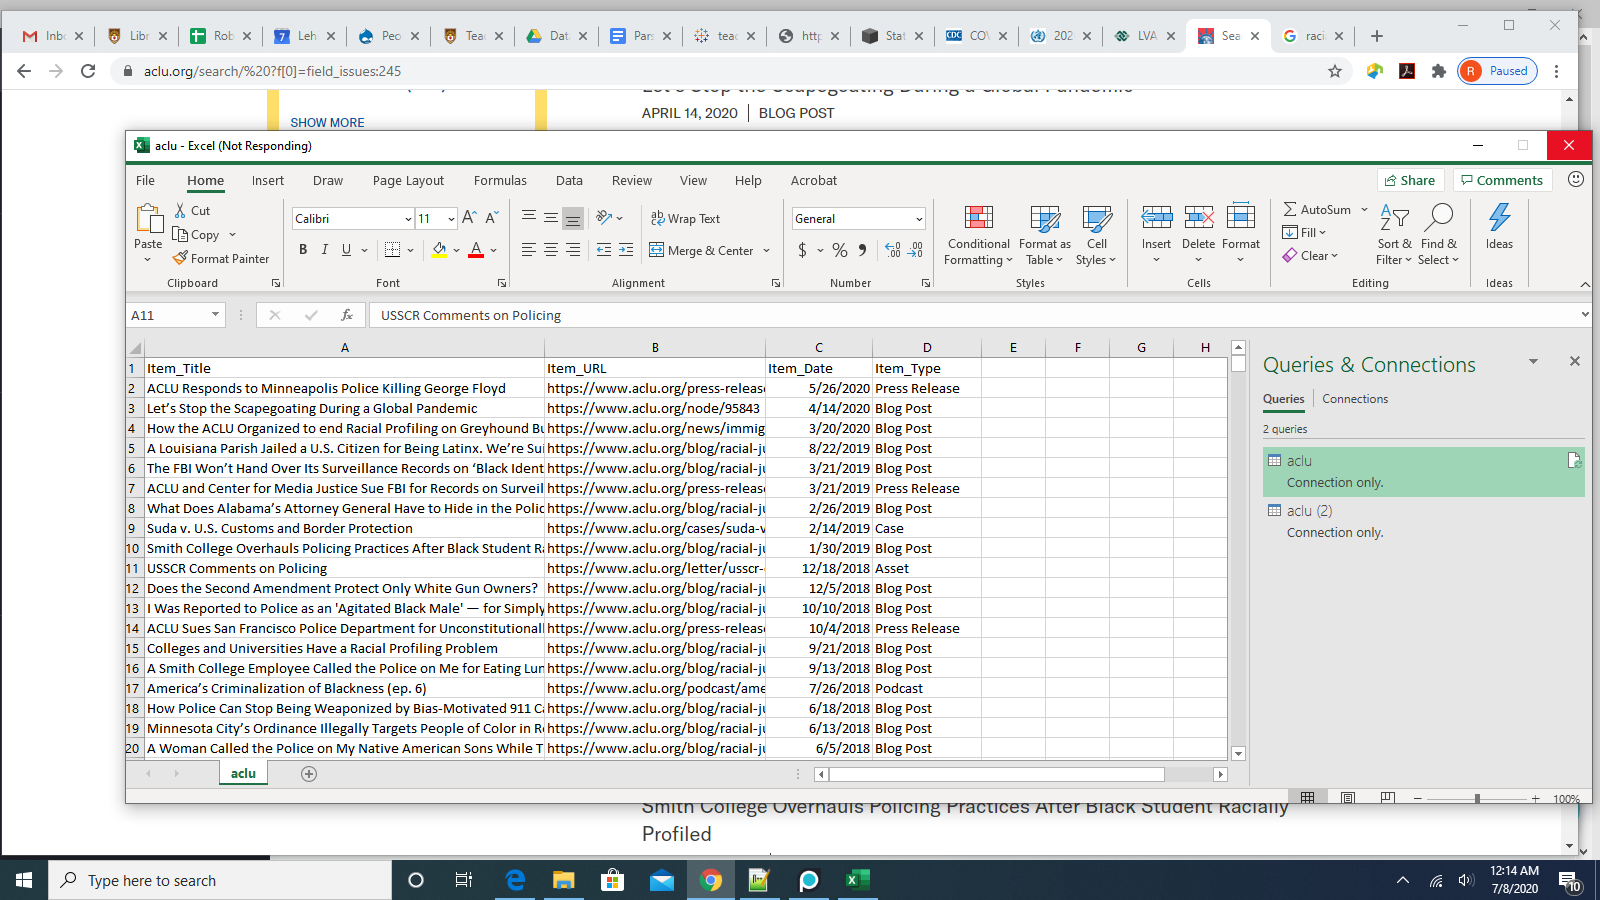 Inb
Libr
Rob
Leh
Peo
Tea
Dat
Pars
teac
http
Stat
CO
202
LVA
Sea
raci
aclu.org/search/%20?f[0]=field_issues:245
R Paused
Let's Stop the Scapegoating During a Global Pandemic
APRIL 14, 2020 | BLOG POST
SHOW MORE
aclu - Excel (Not Responding)
File Home Insert Draw Page Layout Formulas Data Review View Help Acrobat Share Comments
Paste
Cut
Copy
Format Painter
Clipboard
Calibri 11
B I U
Font
Wrap Text
Merge & Center
Alignment
General
$ % ,
Number
Conditional Formatting
Format as Table
Cell Styles
Styles
Insert Delete Format
Cells
AutoSum
Fill
Clear
Sort & Filter
Find & Select
Editing
Ideas
Ideas
A11 fx USSCR Comments on Policing
A B C D E F G H
1 Item_Title Item_URL Item_Date Item_Type
2 ACLU Responds to Minneapolis Police Killing George Floyd https://www.aclu.org/press-release 5/26/2020 Press Release
3 Let's Stop the Scapegoating During a Global Pandemic https://www.aclu.org/node/95843 4/14/2020 Blog Post
4 How the ACLU Organized to end Racial Profiling on Greyhound Bu https://www.aclu.org/news/immig 3/20/2020 Blog Post
5 A Louisiana Parish Jailed a U.S. Citizen for Being Latinx. We're Sui https://www.aclu.org/blog/racial-ju 8/22/2019 Blog Post
6 The FBI Won't Hand Over Its Surveillance Records on 'Black Ident https://www.aclu.org/blog/racial-ju 3/21/2019 Blog Post
7 ACLU and Center for Media Justice Sue FBI for Records on Surveil https://www.aclu.org/press-release 3/21/2019 Press Release
8 What Does Alabama's Attorney General Have to Hide in the Polic https://www.aclu.org/blog/racial-ju 2/26/2019 Blog Post
9 Suda v. U.S. Customs and Border Protection https://www.aclu.org/cases/suda-v 2/14/2019 Case
10 Smith College Overhauls Policing Practices After Black Student Ra https://www.aclu.org/blog/racial-ju 1/30/2019 Blog Post
11 USSCR Comments on Policing https://www.aclu.org/letter/usscr- 12/18/2018 Asset
12 Does the Second Amendment Protect Only White Gun Owners? https://www.aclu.org/blog/racial-ju 12/5/2018 Blog Post
13 I Was Reported to Police as an 'Agitated Black Male' — for Simply https://www.aclu.org/blog/racial-ju 10/10/2018 Blog Post
14 ACLU Sues San Francisco Police Department for Unconstitutionall https://www.aclu.org/press-release 10/4/2018 Press Release
15 Colleges and Universities Have a Racial Profiling Problem https://www.aclu.org/blog/racial-ju 9/21/2018 Blog Post
16 A Smith College Employee Called the Police on Me for Eating Lun https://www.aclu.org/blog/racial-ju 9/13/2018 Blog Post
17 America's Criminalization of Blackness (ep. 6) https://www.aclu.org/podcast/ame 7/26/2018 Podcast
18 How Police Can Stop Being Weaponized by Bias-Motivated 911 Ca https://www.aclu.org/blog/racial-ju 6/18/2018 Blog Post
19 Minnesota City's Ordinance Illegally Targets People of Color in Re https://www.aclu.org/blog/racial-ju 6/13/2018 Blog Post
20 A Woman Called the Police on My Native American Sons While T https://www.aclu.org/blog/racial-ju 6/5/2018 Blog Post
aclu
Queries & Connections
Queries | Connections
2 queries
aclu
Connection only.
aclu (2)
Connection only.
100%
Smith College Overhauls Policing Practices After Black Student Racially
Profiled
Type here to search
12:14 AM
7/8/2020
10